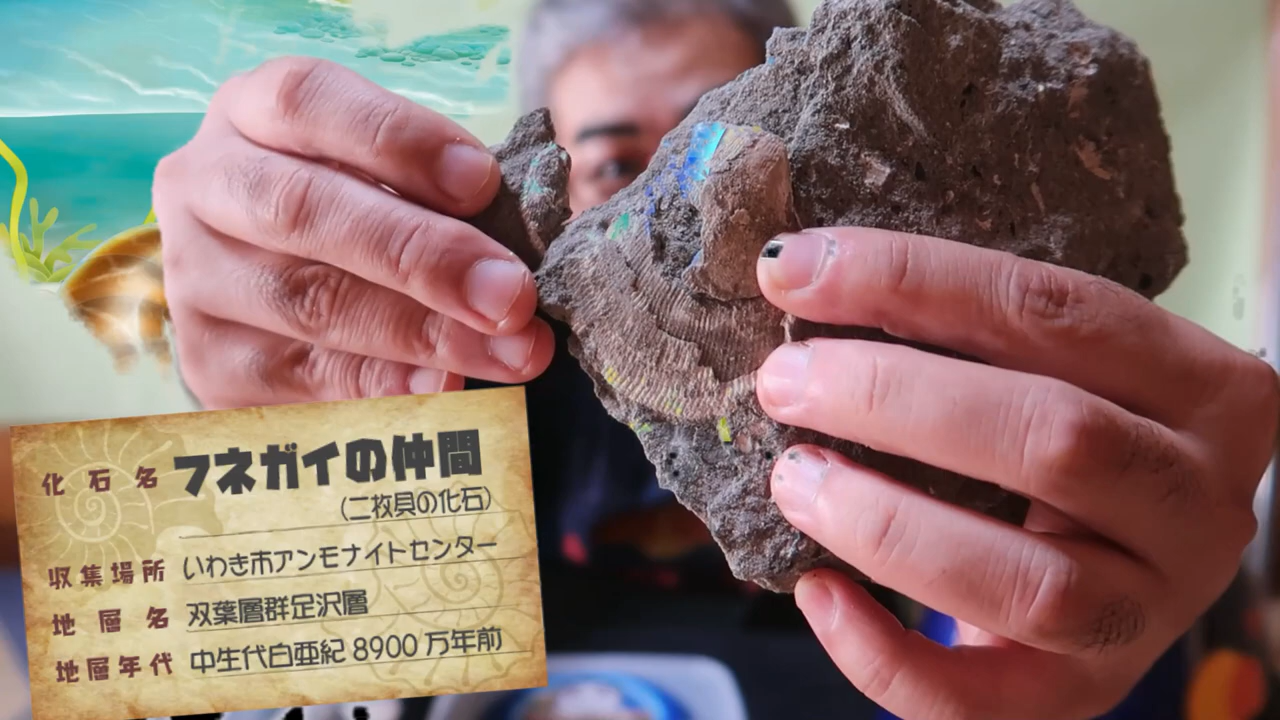 化石名 フネガイの仲間
(二枚貝の化石)
収集場所 いわき市アンモナイトセンター
地層名 双葉層群足沢層
地層年代 中生代白亜紀 8900 万年前